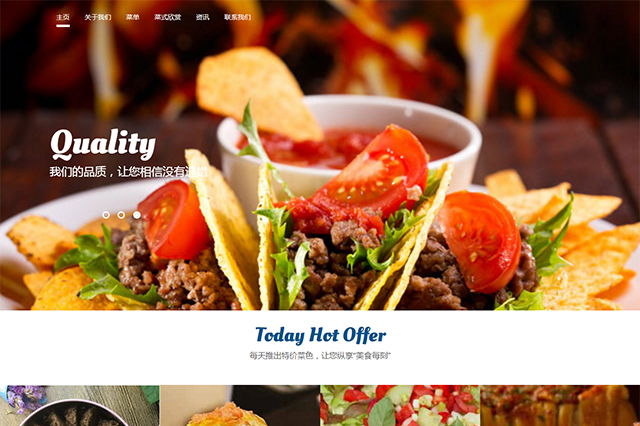 主页 关于我们 菜单 菜式欣赏 资讯 联系我们
Quality
我们的品质，让您相信没有选错
Today Hot Offer
每天推出特价菜色，让您纵享“美食每刻”